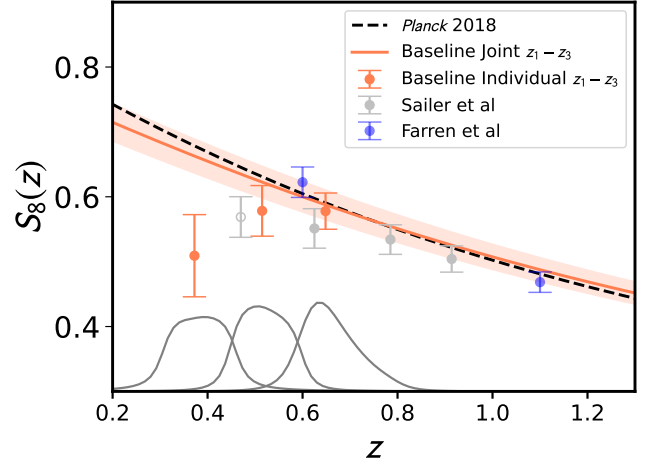 Planck 2018
Baseline Joint z₁ − z₃
Baseline Individual z₁ − z₃
Sailer et al
Farren et al
S₈(z)
0.8
0.6
0.4
0.2 0.4 0.6 0.8 1.0 1.2
z